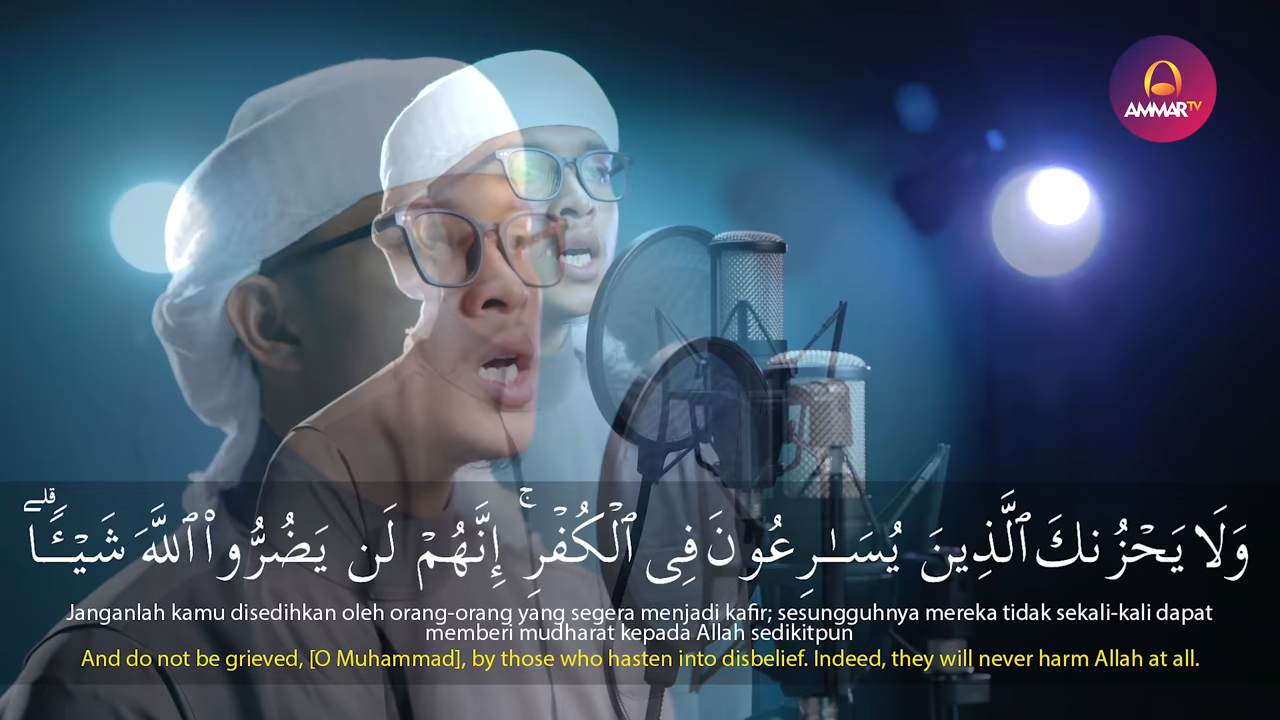 AMMARTV
وَلَا يَحْزُنكَ ٱلَّذِينَ يُسَـٰرِعُونَ فِى ٱلْكُفْرِ ۚ إِنَّهُمْ لَن يَضُرُّوا۟ ٱللَّهَ شَيْـًٔا ۗ
Janganlah kamu disedihkan oleh orang-orang yang segera menjadi kafir; sesungguhnya mereka tidak sekali-kali dapat
memberi mudharat kepada Allah sedikitpun
And do not be grieved, [O Muhammad], by those who hasten into disbelief. Indeed, they will never harm Allah at all.